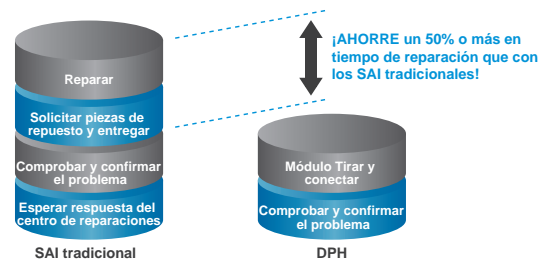 ¡AHORRE un 50% o más en
tiempo de reparación que con
los SAI tradicionales!
Reparar
Solicitar piezas de
repuesto y entregar
Comprobar y confirmar
el problema
Esperar respuesta del
centro de reparaciones
SAI tradicional
Módulo Tirar y
conectar
Comprobar y confirmar
el problema
DPH